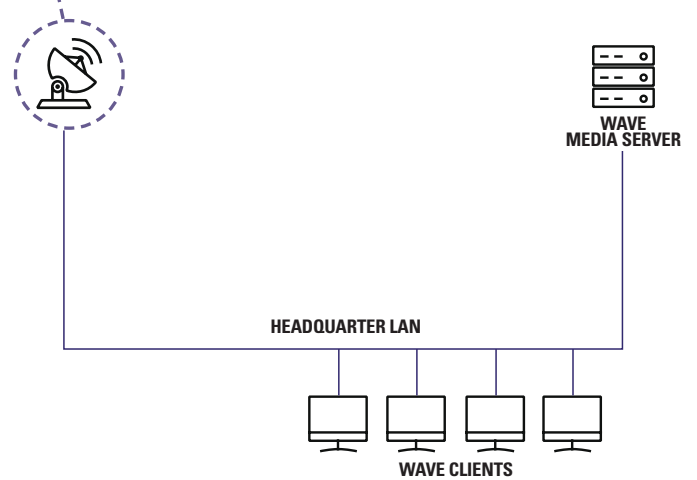 WAVE
MEDIA SERVER
HEADQUARTER LAN
WAVE CLIENTS